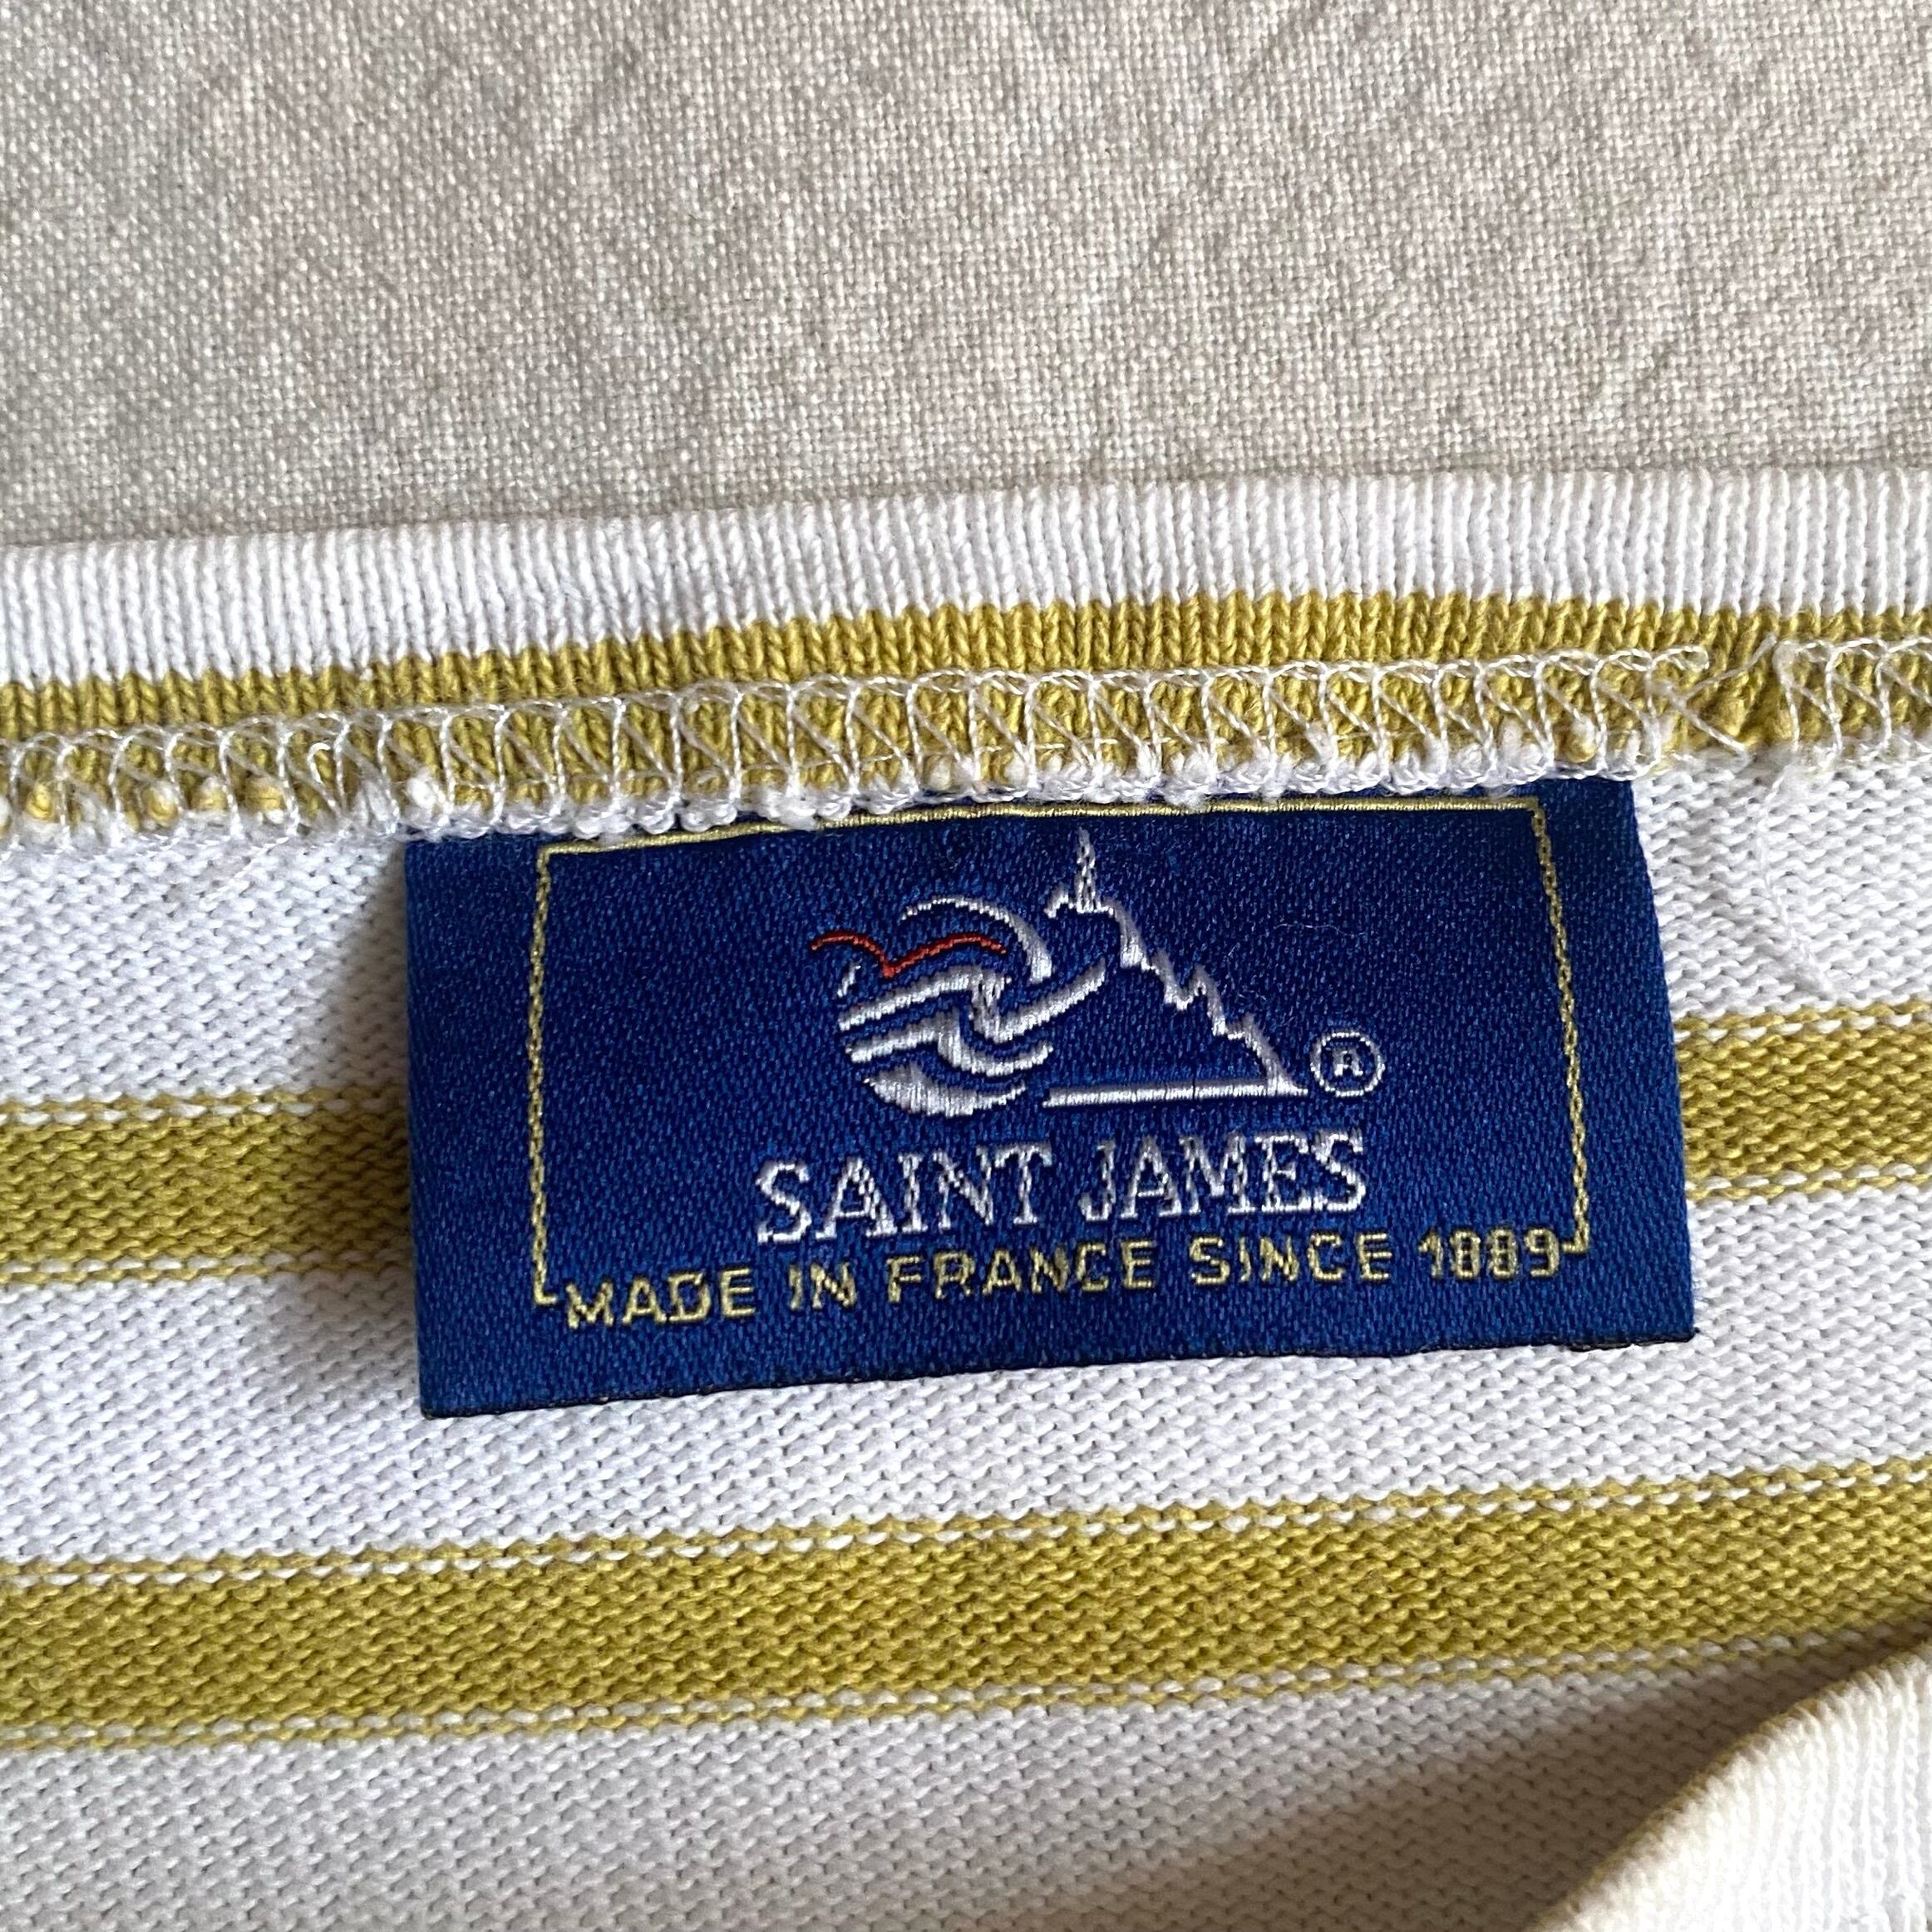 ®
SAINT JAMES
MADE IN FRANCE SINCE 1889